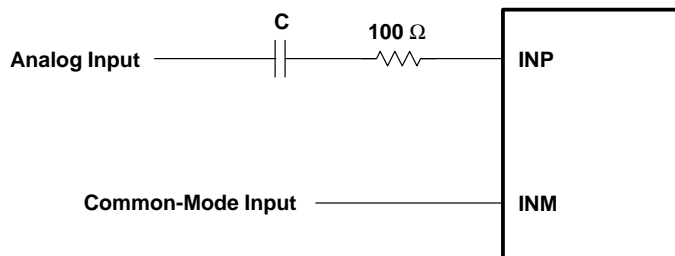 C
100 Ω
Analog Input
INP
Common-Mode Input
INM